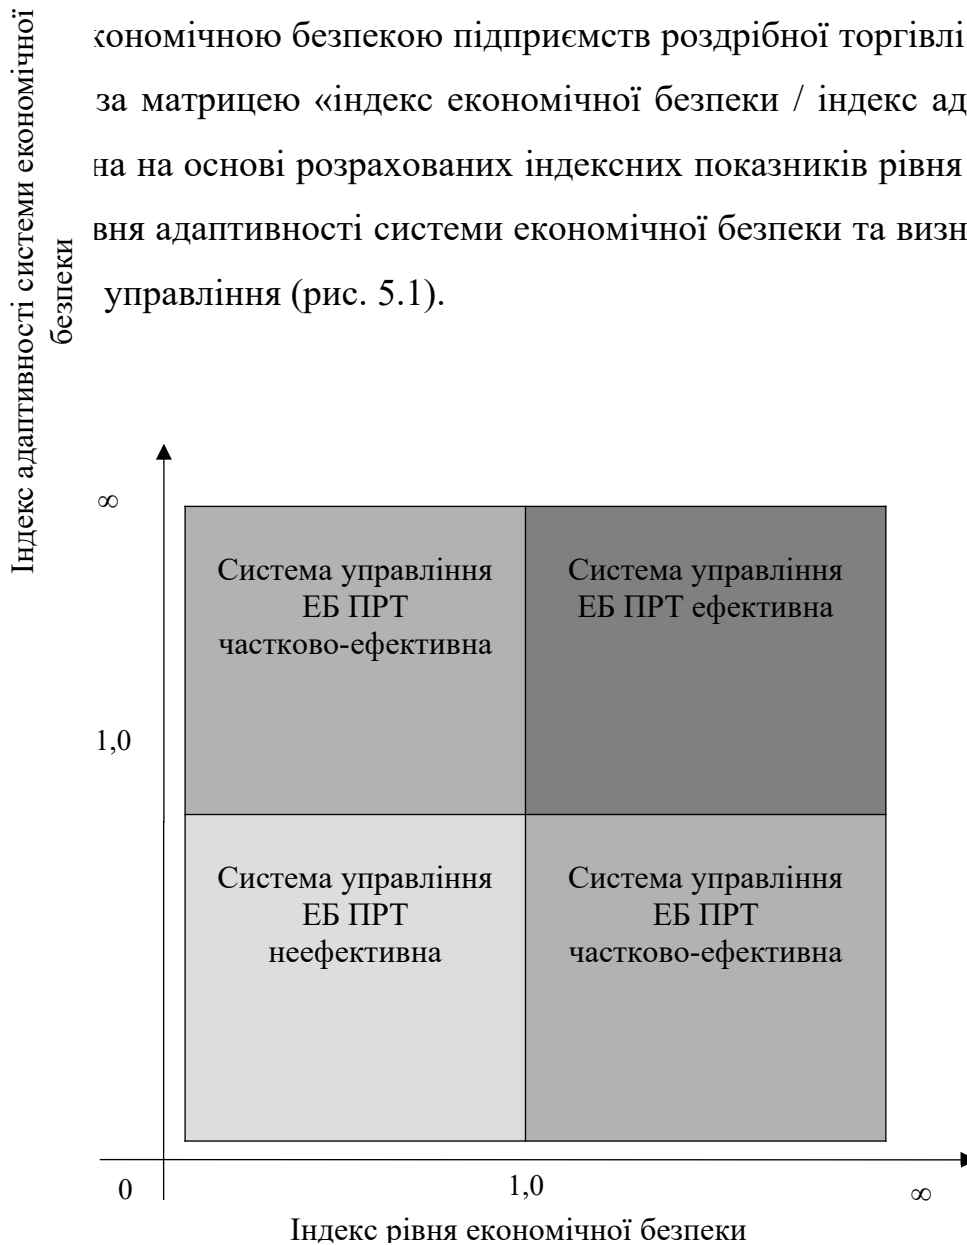 Індекс адаптивності системи економічної
безпеки
кономічною безпекою підприємств роздрібної торгівлі
за матрицею «індекс економічної безпеки / індекс ад
на на основі розрахованих індексних показників рівня
вня адаптивності системи економічної безпеки та визн
управління (рис. 5.1).
∞
Система управління
ЕБ ПРТ
частково-ефективна
Система управління
ЕБ ПРТ ефективна
1,0
Система управління
ЕБ ПРТ
неефективна
Система управління
ЕБ ПРТ
частково-ефективна
0
1,0
∞
Індекс рівня економічної безпеки